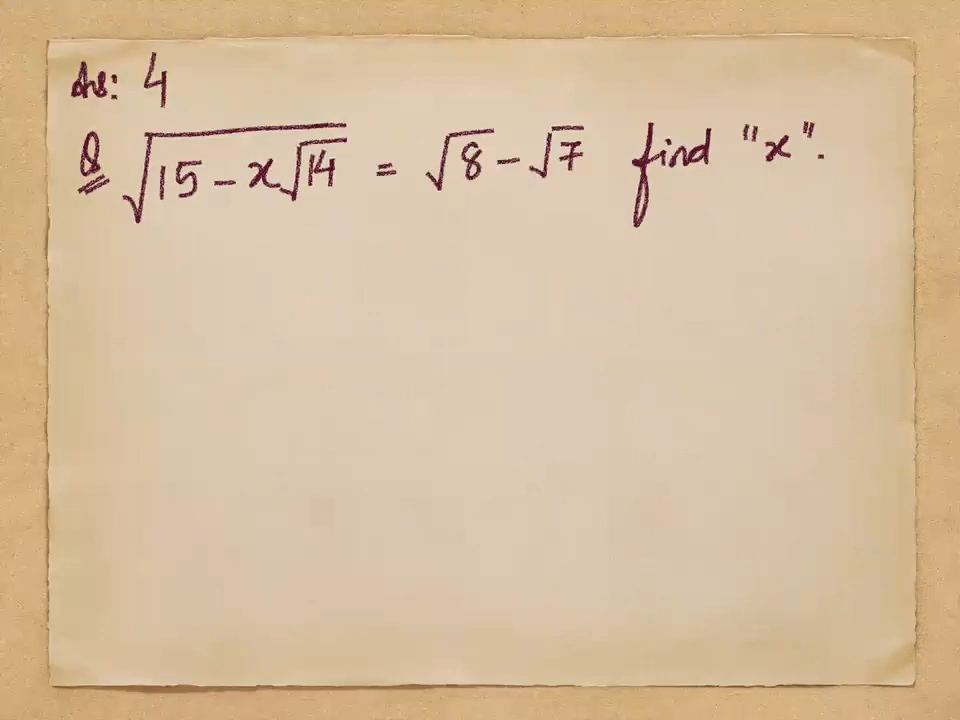 Ans: 4
Q √(15 - x√14) = √8 - √7 find "x".